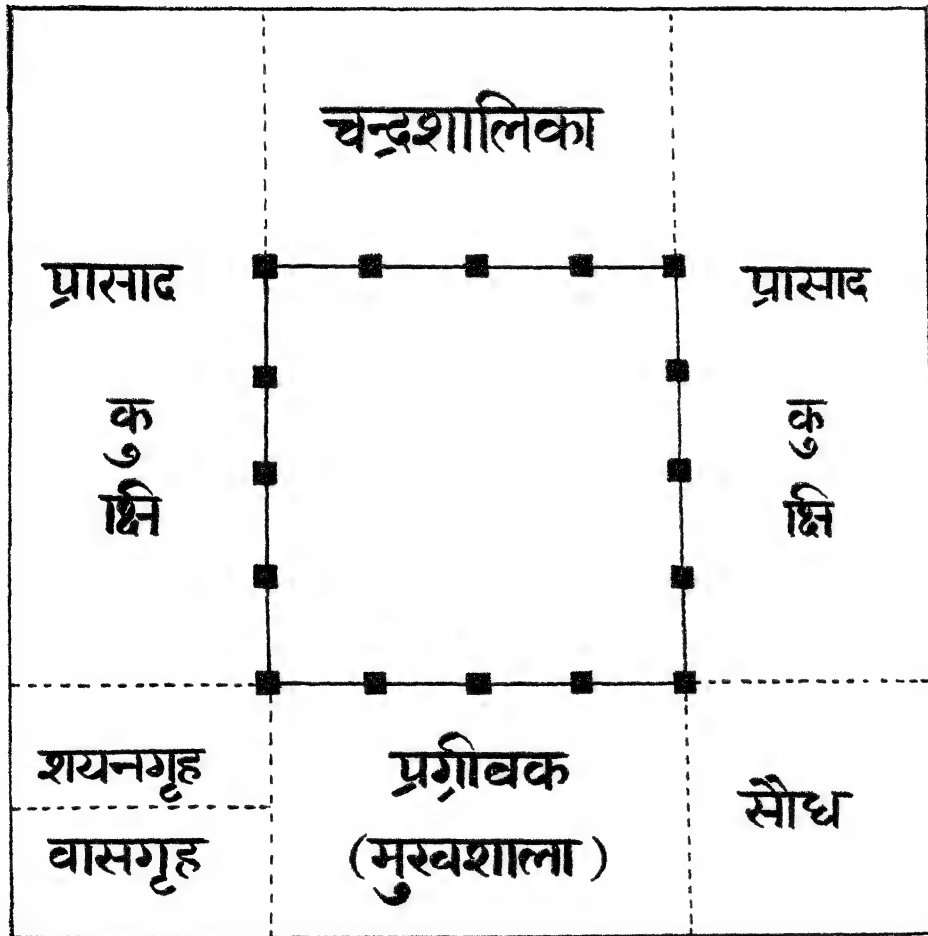 चन्द्रशालिका
प्रासाद
कु
क्षि
प्रासाद
कु
क्षि
शयनगृह
वासगृह
प्रग्रीवक
(मुखशाला)
सौध